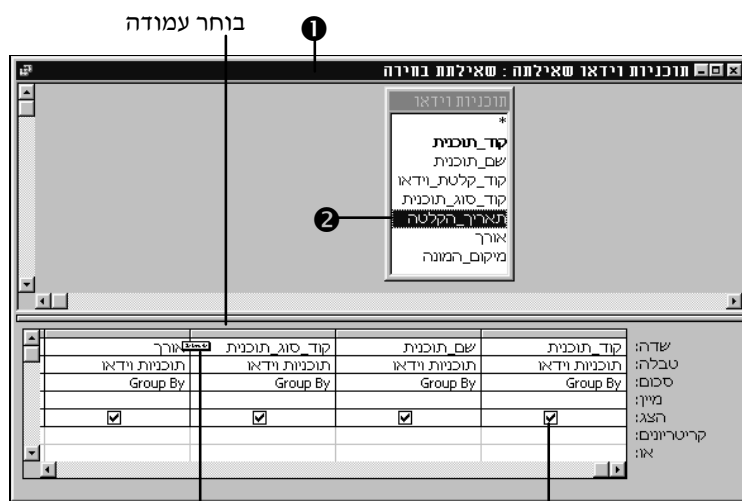 בוחר עמודה
❶
תוכניות וידאו שאילתה : שאילתת בחירה
תוכניות וידאו
*
קוד_תוכנית
שם_תוכנית
קוד_קלטת_וידאו
קוד_סוג_תוכנית
❷
תאריך_הקלטה
אורך
מיקום_המונה
שדה: קוד_תוכנית שם_תוכנית קוד_סוג_תוכנית אורך
טבלה: תוכניות וידאו תוכניות וידאו תוכניות וידאו תוכניות וידאו
סכום: Group By Group By Group By Group By
מיין:
הצג:
קריטריונים:
או: